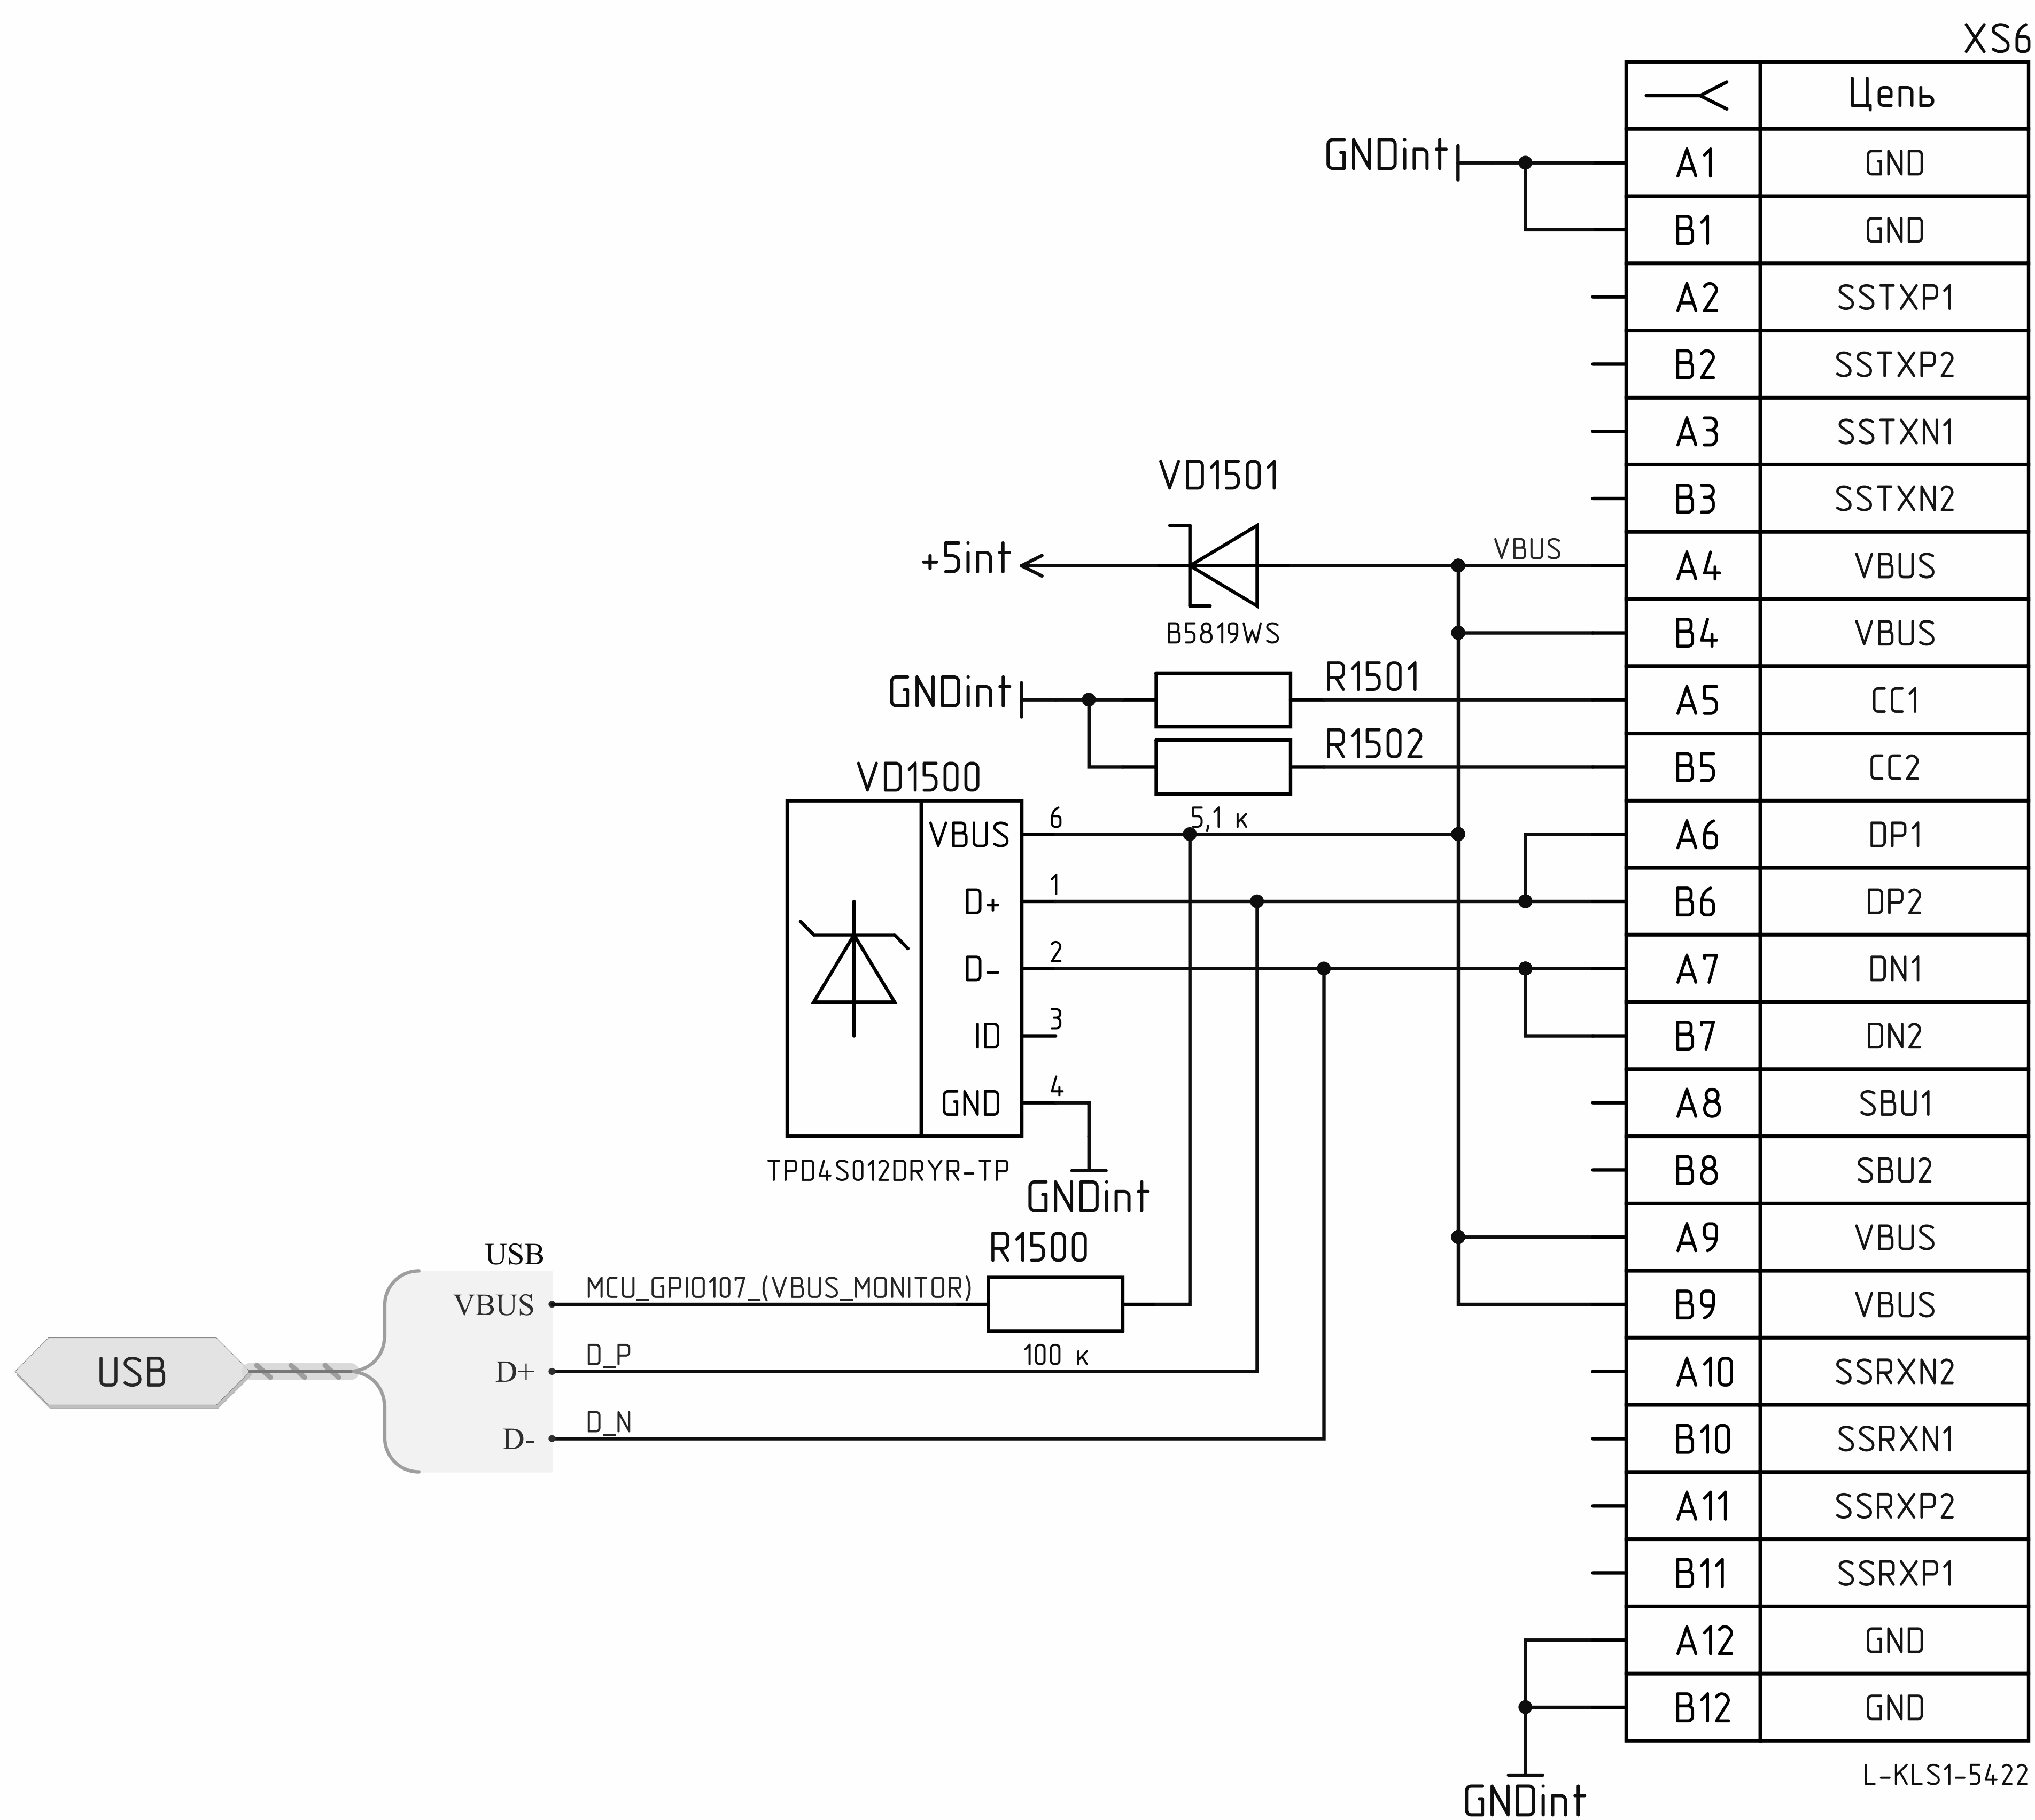 XS6
Цепь
GNDint
A1 GND
B1 GND
A2 SSTXP1
B2 SSTXP2
A3 SSTXN1
B3 SSTXN2
VD1501
+5int
VBUS
A4 VBUS
B5819WS
B4 VBUS
GNDint
R1501
A5 CC1
R1502
B5 CC2
5,1 к
VD1500
VBUS 6
A6 DP1
D+ 1
B6 DP2
D- 2
A7 DN1
ID 3
B7 DN2
GND 4
A8 SBU1
TPD4S012DRYR-TP
GNDint
B8 SBU2
A9 VBUS
USB
R1500
VBUS
MCU_GPIO107_(VBUS_MONITOR)
B9 VBUS
100 к
USB
D+
D_P
A10 SSRXN2
D-
D_N
B10 SSRXN1
A11 SSRXP2
B11 SSRXP1
A12 GND
B12 GND
L-KLS1-5422
GNDint